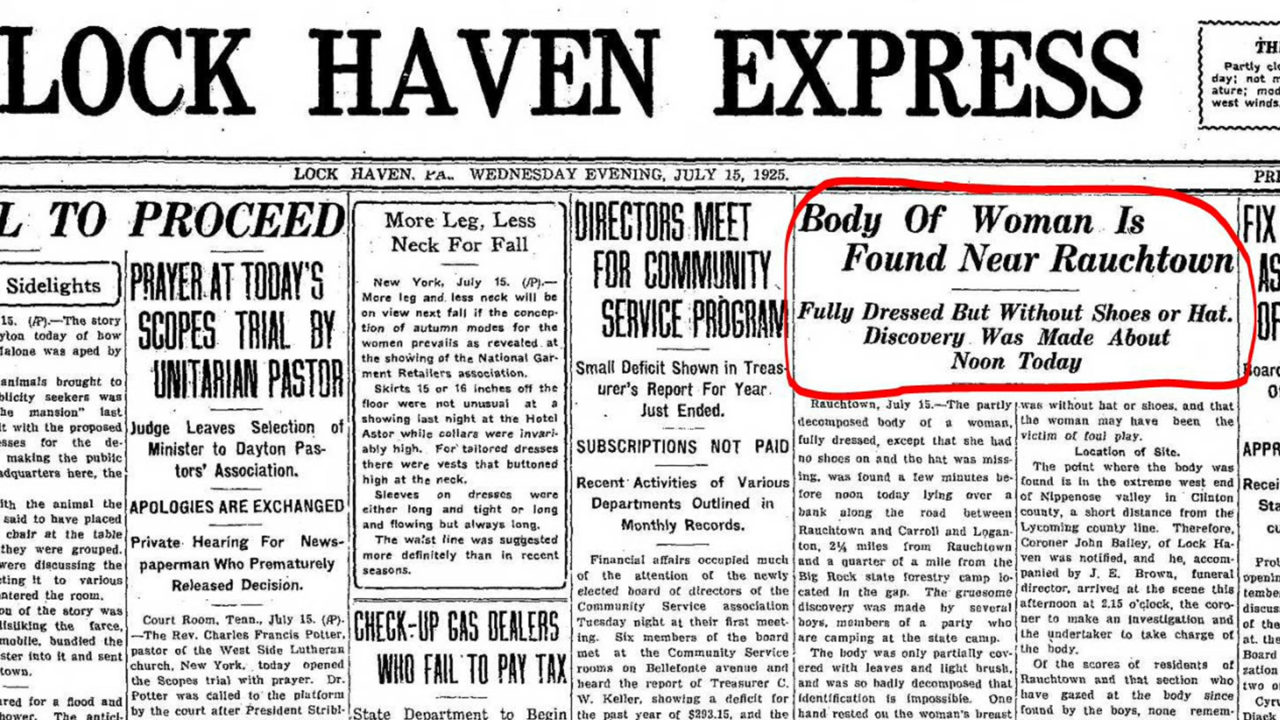 LOCK HAVEN EXPRESS
Partly
day; not
west winds.
LOCK HAVEN, PA., WEDNESDAY EVENING, JULY 15, 1925.
TO PROCEED
Sidelights
15. (AP).—The story
today of how
was aped by
animals brought to
seekers was
mansion" last
it with the proposed
for the
making the public
here, the
the animal the
said to have placed
chair at the table
they were grouped.
were discussing the
it to various
the room.
of the story was
the farce,
bundled the
into it and sent
for a flood and
The
PRAYER AT TODAY'S
SCOPES TRIAL BY
UNITARIAN PASTOR
Judge Leaves Selection of
Minister to Dayton Pas-
tors' Association.
APOLOGIES ARE EXCHANGED
Private Hearing For News-
paperman Who Prematurely
Released Decision.
Court Room, Tenn., July 15. (AP).
—The Rev. Charles Francis Potter,
pastor of the West Side Lutheran
church, New York, today opened
the Scopes trial with prayer. Dr.
Potter was called to the platform
by the court after President Stribl-
More Leg, Less
Neck For Fall
New York, July 15. (AP).—
More leg and less neck will be
on view next fall if the concep-
tion of autumn modes for the
women prevails as revealed at
the showing of the National Gar-
ment Retailers association.
Skirts 15 or 16 inches off the
floor were not unusual at a
showing last night at the Hotel
Astor while collars were invari-
ably high. For tailored dresses
there were vests that buttoned
high at the neck.
Sleeves on dresses were
either long and tight or long
and flowing but always long.
The waist line was suggested
more definitely than in recent
seasons.
CHECK-UP GAS DEALERS
WHO FAIL TO PAY TAX
State Department to Begin
DIRECTORS MEET
FOR COMMUNITY
SERVICE PROGRAM
Small Deficit Shown in Treas-
urer's Report For Year
Just Ended.
SUBSCRIPTIONS NOT PAID
Recent Activities of Various
Departments Outlined in
Monthly Records.
Financial affairs occupied much
of the attention of the newly
elected board of directors of the
Community Service association
Tuesday night at their first meet-
ing. Six members of the board
met at the Community Service
rooms on Bellefonte avenue and
heard the report of Treasurer C.
W. Keller, showing a deficit for
the past year of $293.15, and the
Body Of Woman Is
Found Near Rauchtown
Fully Dressed But Without Shoes or Hat.
Discovery Was Made About
Noon Today
Rauchtown, July 15.—The partly
decomposed body of a woman,
fully dressed, except that she had
no shoes on and the hat was miss-
ing, was found a few minutes be-
fore noon today lying over a
bank along the road between
Rauchtown and Carroll and Logan-
ton, 2¼ miles from Rauchtown
and a quarter of a mile from the
Big Rock state forestry camp lo-
cated in the gap. The gruesome
discovery was made by several
boys, members of a party who
are camping at the state camp.
The body was only partially cov-
ered with leaves and light brush,
and was so badly decomposed that
identification is impossible. One
hand rested on the woman's breast
was without hat or shoes, and that
the woman may have been the
victim of foul play.
Location of Site.
The point where the body was
found is in the extreme west end
of Nippenose valley in Clinton
county, a short distance from the
Lycoming county line. Therefore,
Coroner John Bailey, of Lock Ha-
ven was notified, and he, accom-
panied by J. E. Brown, funeral
director, arrived at the scene this
afternoon at 2.15 o'clock, the coro-
ner to make an investigation and
the undertaker to take charge of
the body.
Of the scores of residents of
Rauchtown and that section who
have gazed at the body since
found by the boys, none remem-
FIX